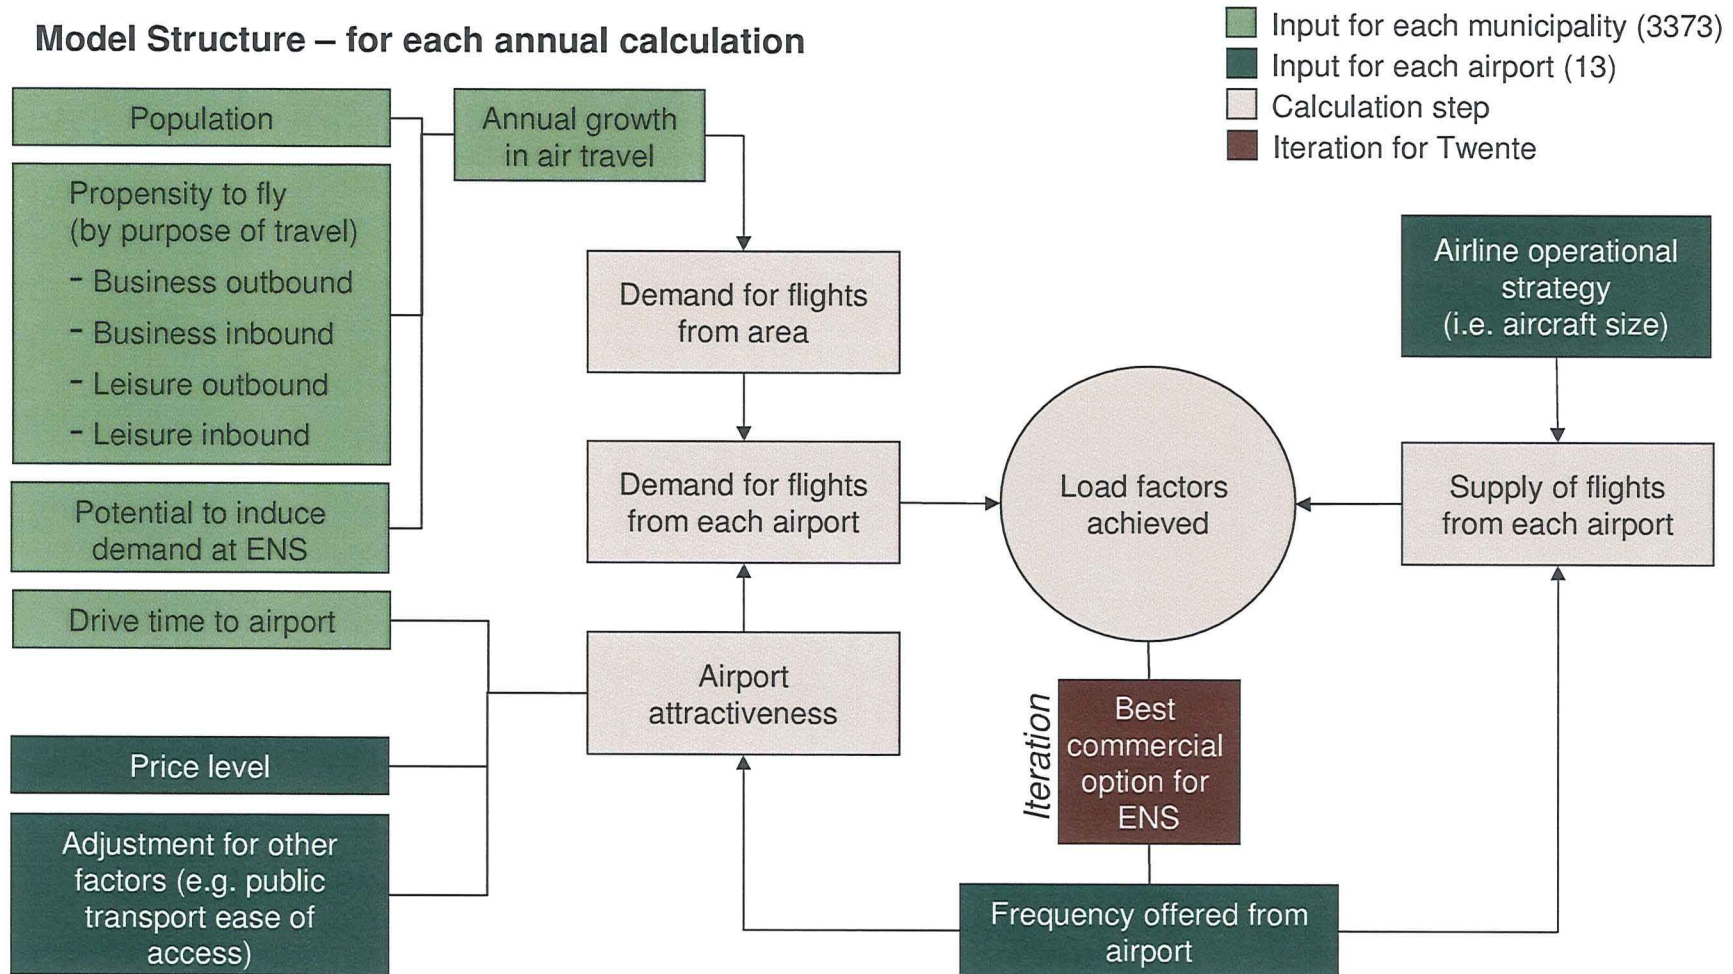 Model Structure – for each annual calculation
Input for each municipality (3373)
Input for each airport (13)
Calculation step
Iteration for Twente
Population
Propensity to fly
(by purpose of travel)
- Business outbound
- Business inbound
- Leisure outbound
- Leisure inbound
Potential to induce
demand at ENS
Drive time to airport
Price level
Adjustment for other
factors (e.g. public
transport ease of
access)
Annual growth
in air travel
Demand for flights
from area
Demand for flights
from each airport
Airport
attractiveness
Load factors
achieved
Iteration
Best
commercial
option for
ENS
Frequency offered from
airport
Airline operational
strategy
(i.e. aircraft size)
Supply of flights
from each airport